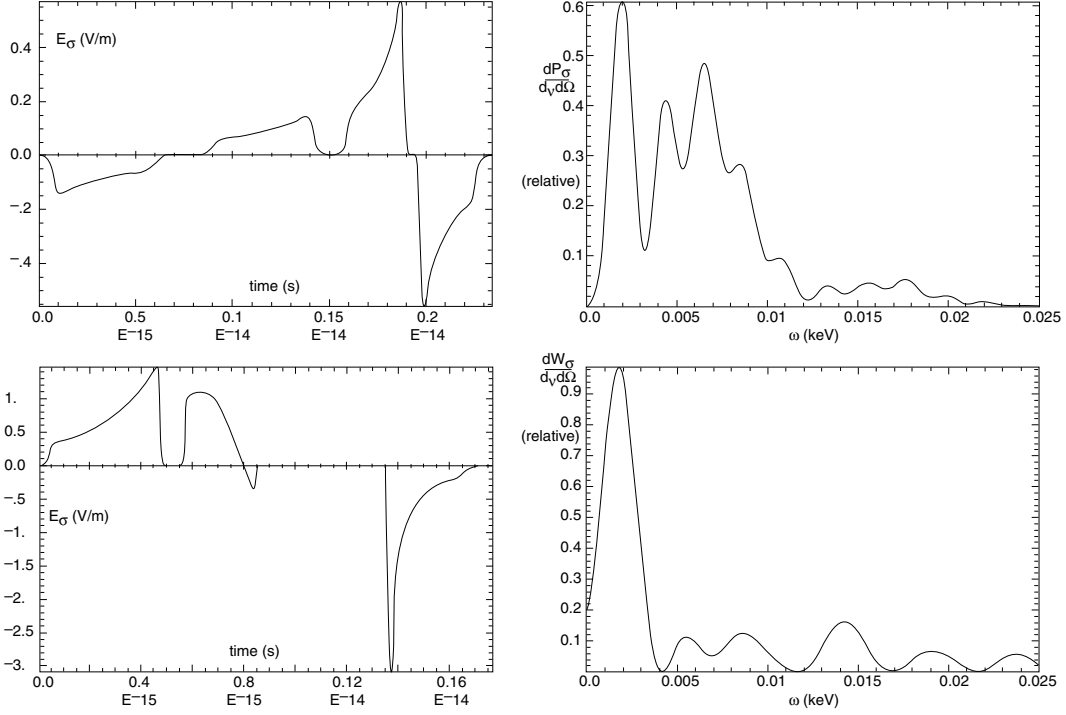 E_σ (V/m)
0.4
0.2
0.0
−.2
−.4
time (s)
0.0 0.1 0.15 0.2
E−15 E−14 E−14 E−14
0.6
dP_σ
d_νdΩ
0.5
0.4
0.3
(relative)
0.2
0.1
0.0 0.005 0.01 0.015 0.02 0.025
ω (keV)
1.
0.5
0.0
−.5
E_σ (V/m)
−1.
−1.5
−2.
−2.5
time (s)
−3.
0.0 0.4 0.8 0.12 0.16
E−15 E−15 E−14 E−14
dW_σ
d_νdΩ
0.9
(relative)
0.8
0.7
0.6
0.5
0.4
0.3
0.2
0.1
0.0 0.005 0.01 0.015 0.02 0.025
ω (keV)